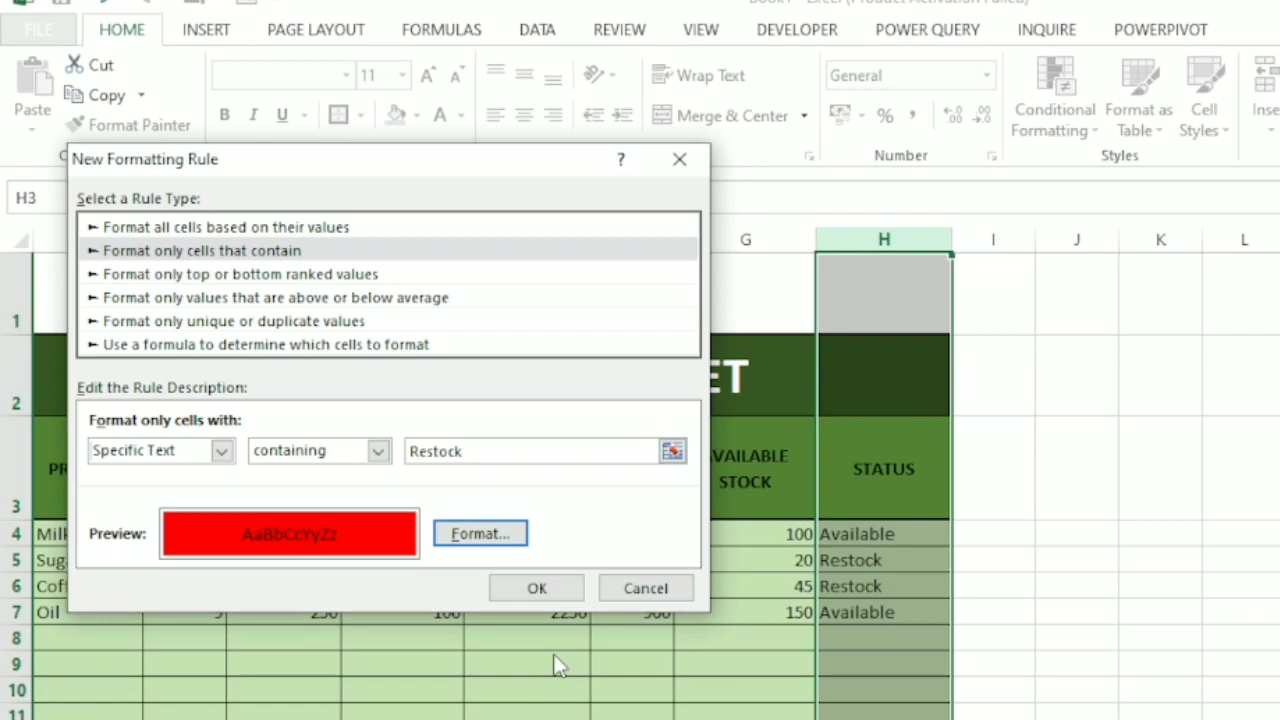 Book1 - Excel (Product Activation Failed)
FILE HOME INSERT PAGE LAYOUT FORMULAS DATA REVIEW VIEW DEVELOPER POWER QUERY INQUIRE POWERPIVOT
Cut
Copy
Format Painter
Paste
11
B I U
Wrap Text
Merge & Center
General
%
Number
Conditional
Formatting
Format as
Table
Cell
Styles
Styles
H3
New Formatting Rule
?
Select a Rule Type:
► Format all cells based on their values
► Format only cells that contain
► Format only top or bottom ranked values
► Format only values that are above or below average
► Format only unique or duplicate values
► Use a formula to determine which cells to format
Edit the Rule Description:
Format only cells with:
Specific Text containing Restock
Preview: AaBbCcYyZz Format...
OK Cancel
G H I J K L
1
2 ET
3 AVAILABLE STOCK STATUS
4 Milk 100 Available
5 20 Restock
6 45 Restock
7 Oil 150 Available
8
9
10
11